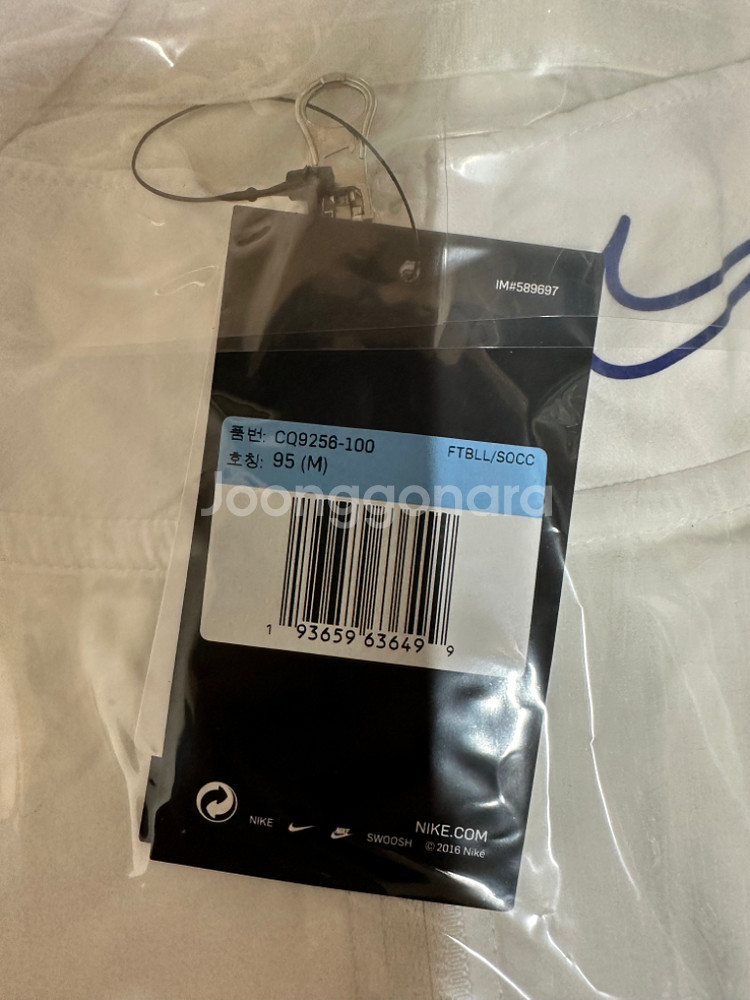 IM#589697
품번: CQ9256-100
FTBLL/SOCC
호칭: 95 (M)
Joonggonara
1 93659 63649 9
NIKE
NIKE
SWOOSH
NIKE.COM
© 2016 Nike